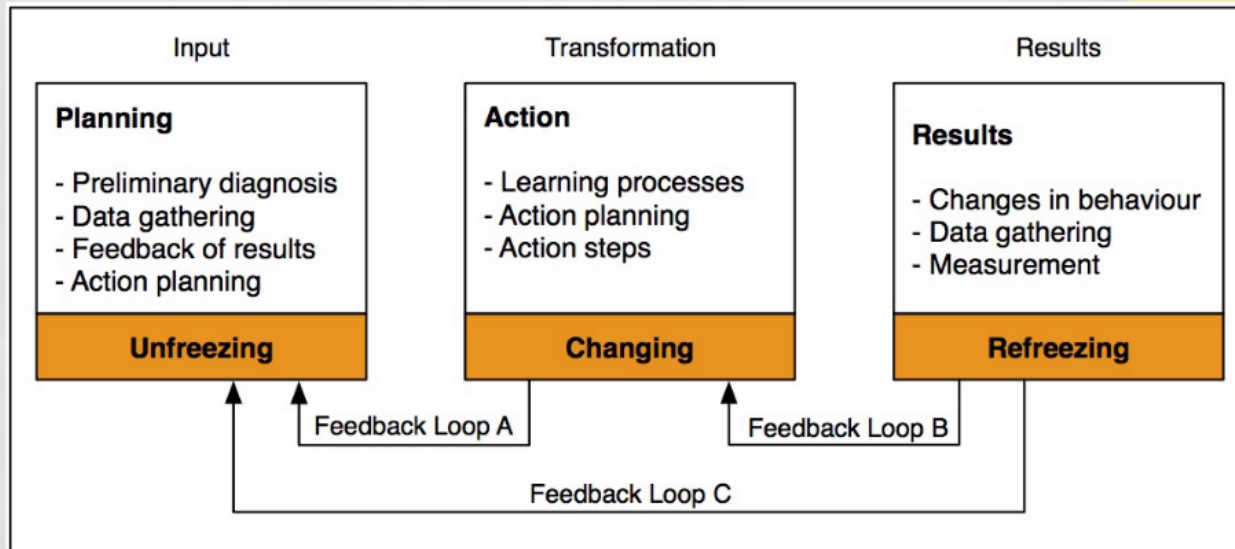 Input
Transformation
Results
Planning
- Preliminary diagnosis
- Data gathering
- Feedback of results
- Action planning
Unfreezing
Action
- Learning processes
- Action planning
- Action steps
Changing
Results
- Changes in behaviour
- Data gathering
- Measurement
Refreezing
Feedback Loop A
Feedback Loop B
Feedback Loop C